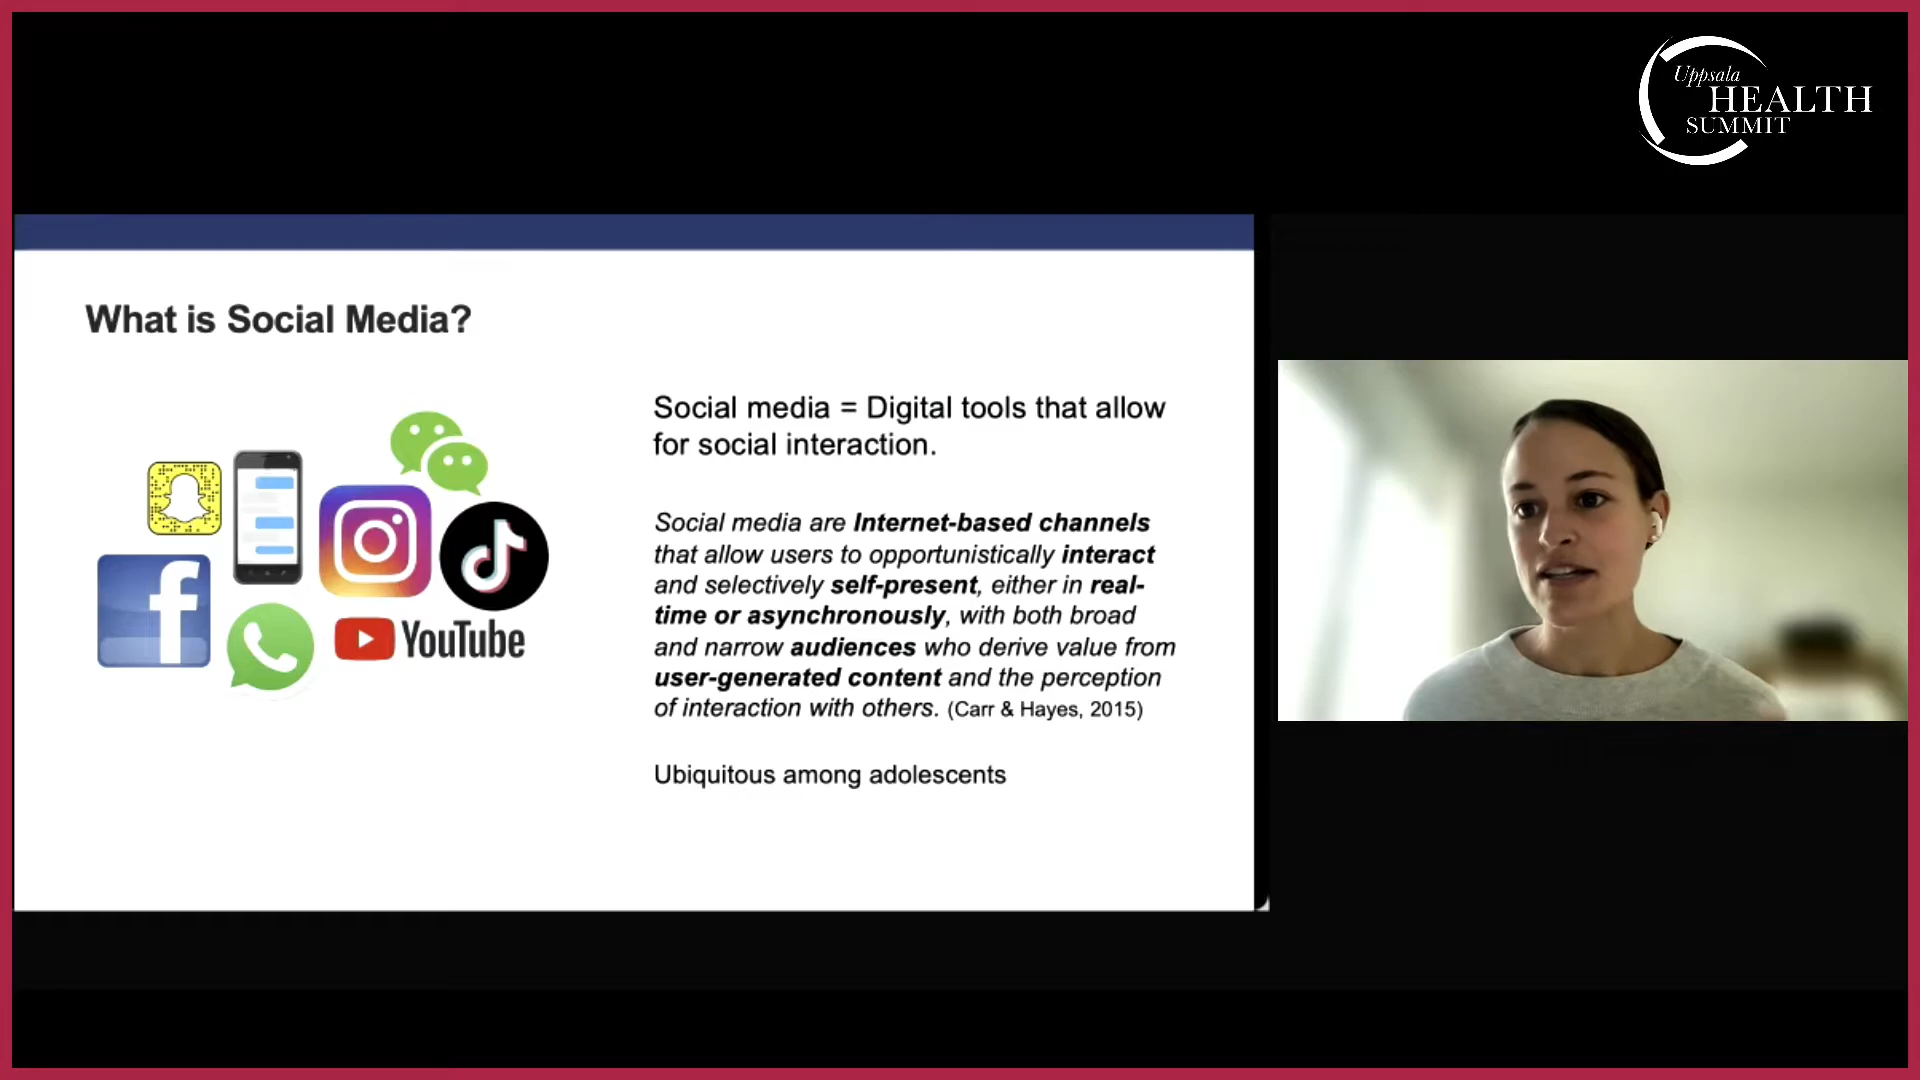 Uppsala
HEALTH
SUMMIT
What is Social Media?
Social media = Digital tools that allow
for social interaction.
Social media are Internet-based channels
that allow users to opportunistically interact
and selectively self-present, either in real-
time or asynchronously, with both broad
and narrow audiences who derive value from
user-generated content and the perception
of interaction with others. (Carr & Hayes, 2015)
Ubiquitous among adolescents
f
YouTube